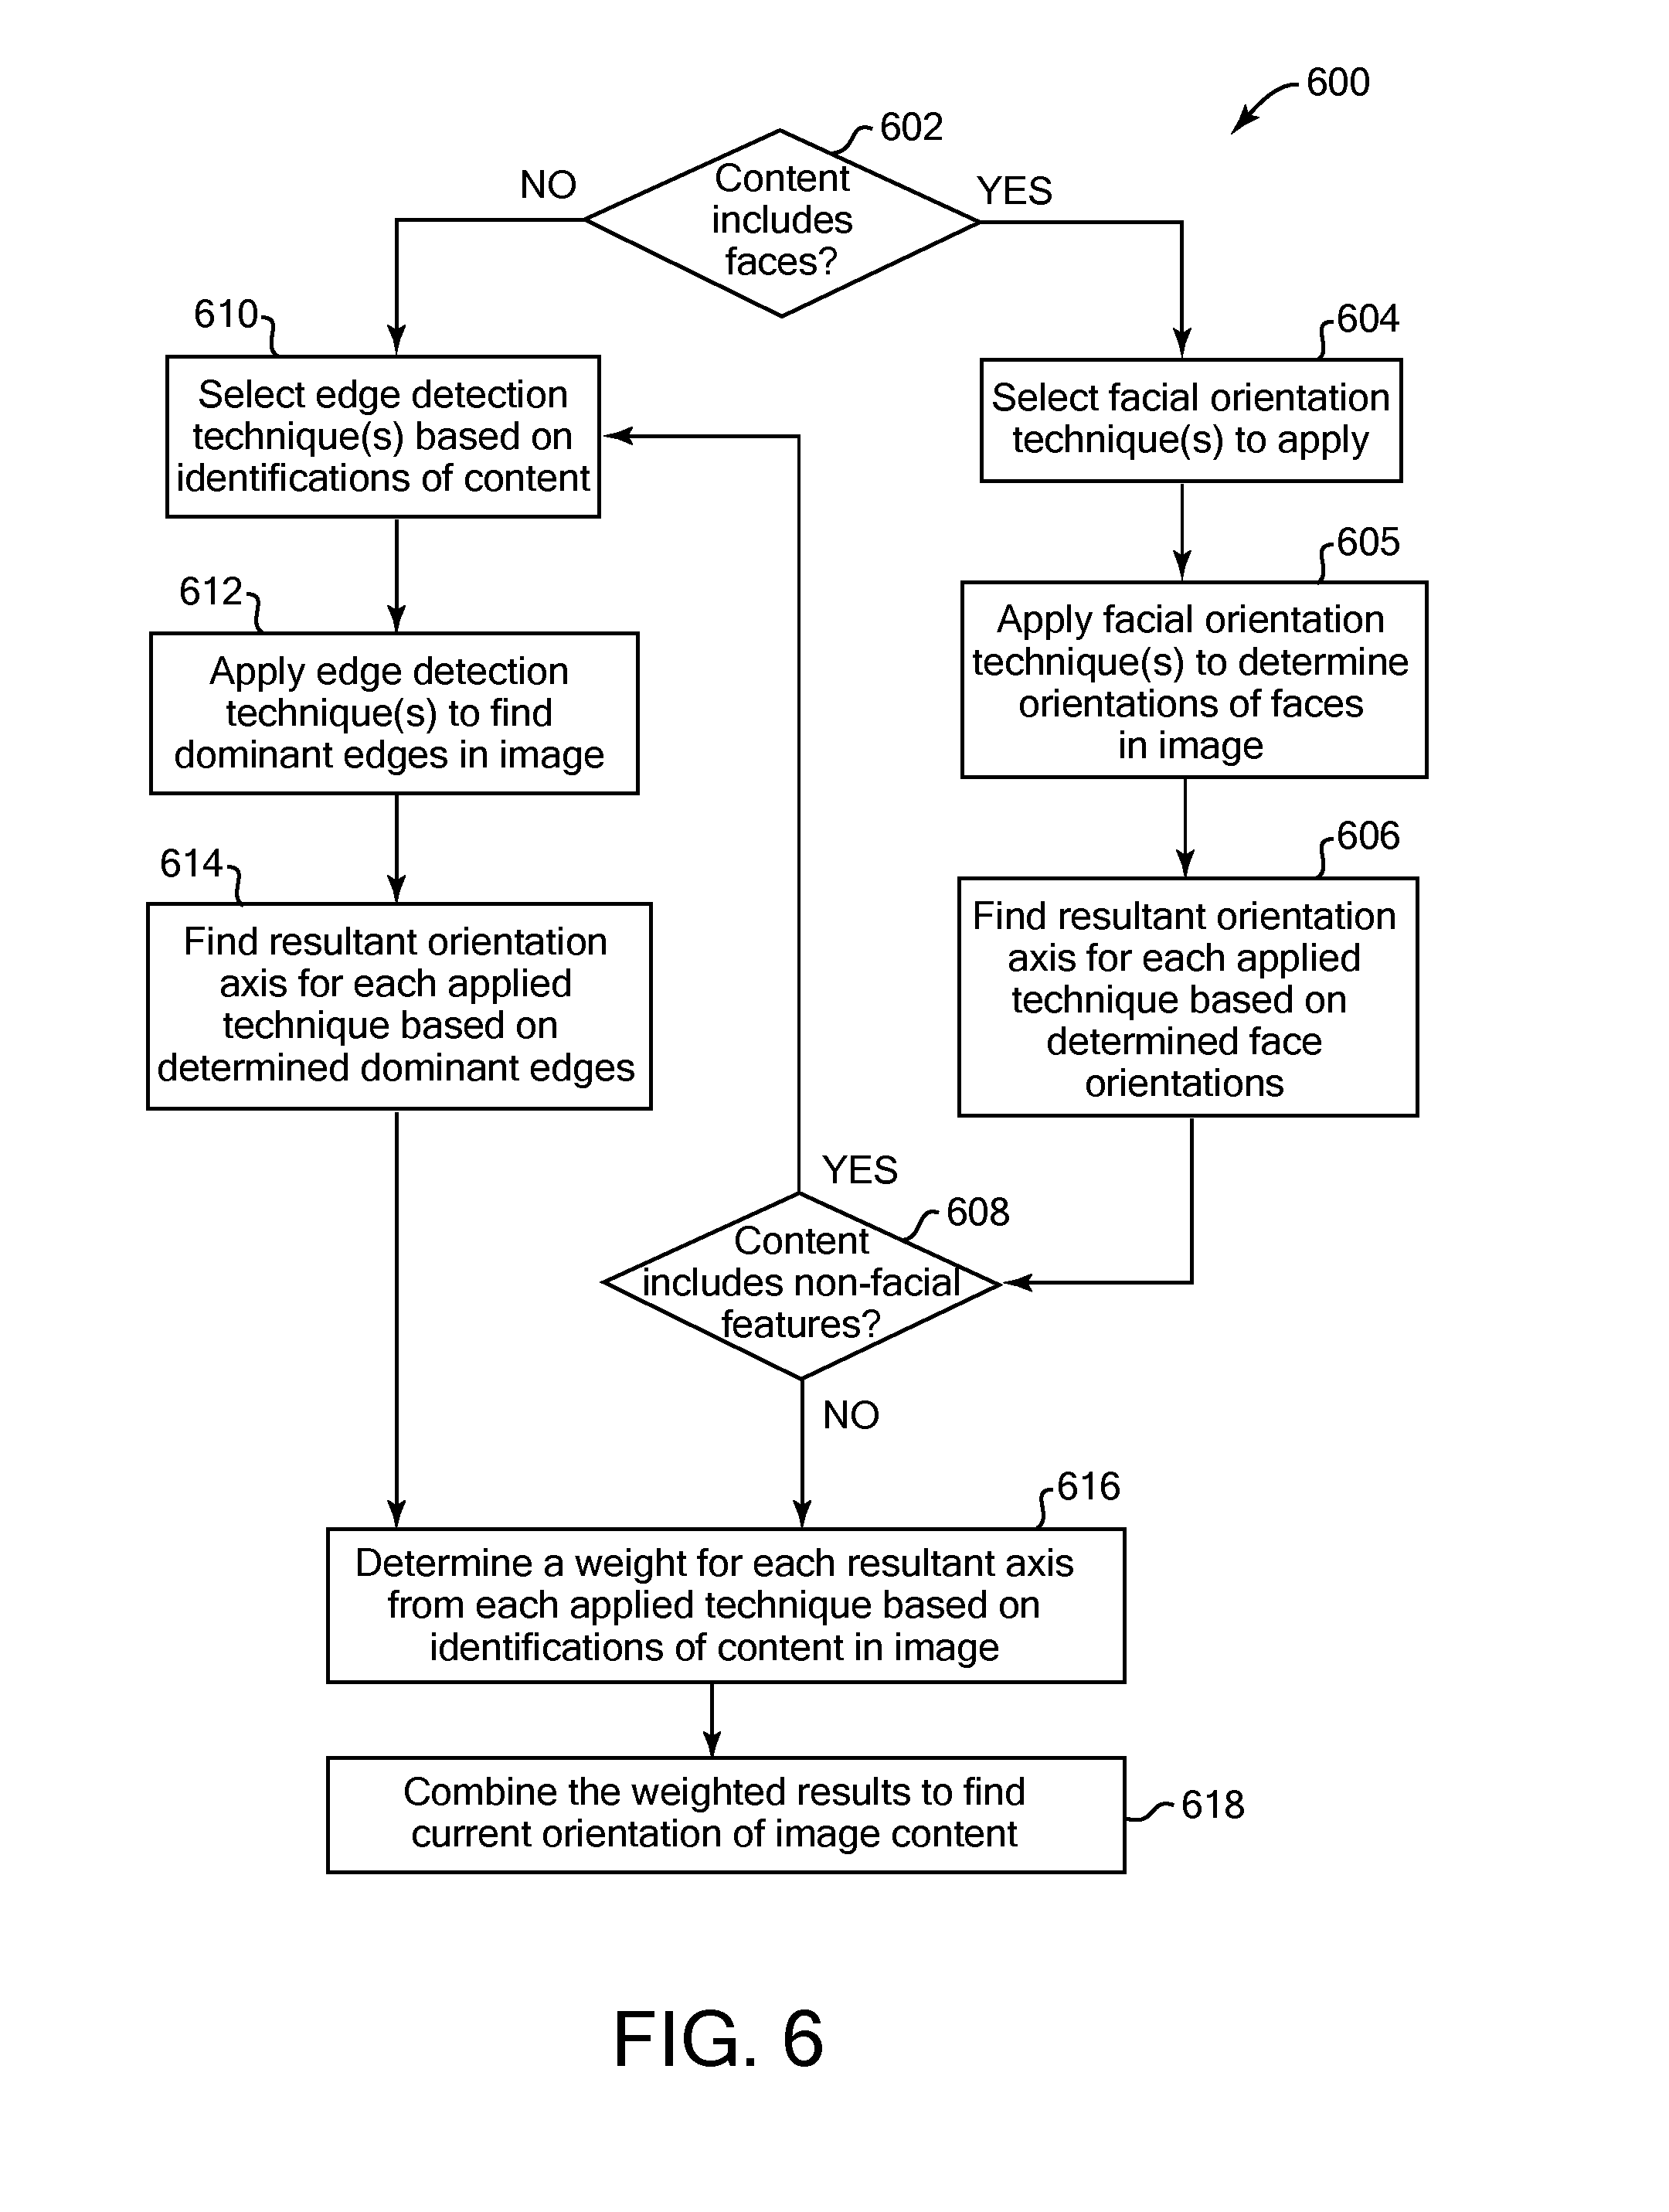 600
602
Content
includes
faces?
NO
YES
610
Select edge detection
technique(s) based on
identifications of content
604
Select facial orientation
technique(s) to apply
612
Apply edge detection
technique(s) to find
dominant edges in image
605
Apply facial orientation
technique(s) to determine
orientations of faces
in image
614
Find resultant orientation
axis for each applied
technique based on
determined dominant edges
606
Find resultant orientation
axis for each applied
technique based on
determined face
orientations
YES
608
Content
includes non-facial
features?
NO
616
Determine a weight for each resultant axis
from each applied technique based on
identifications of content in image
Combine the weighted results to find
current orientation of image content
618
FIG. 6